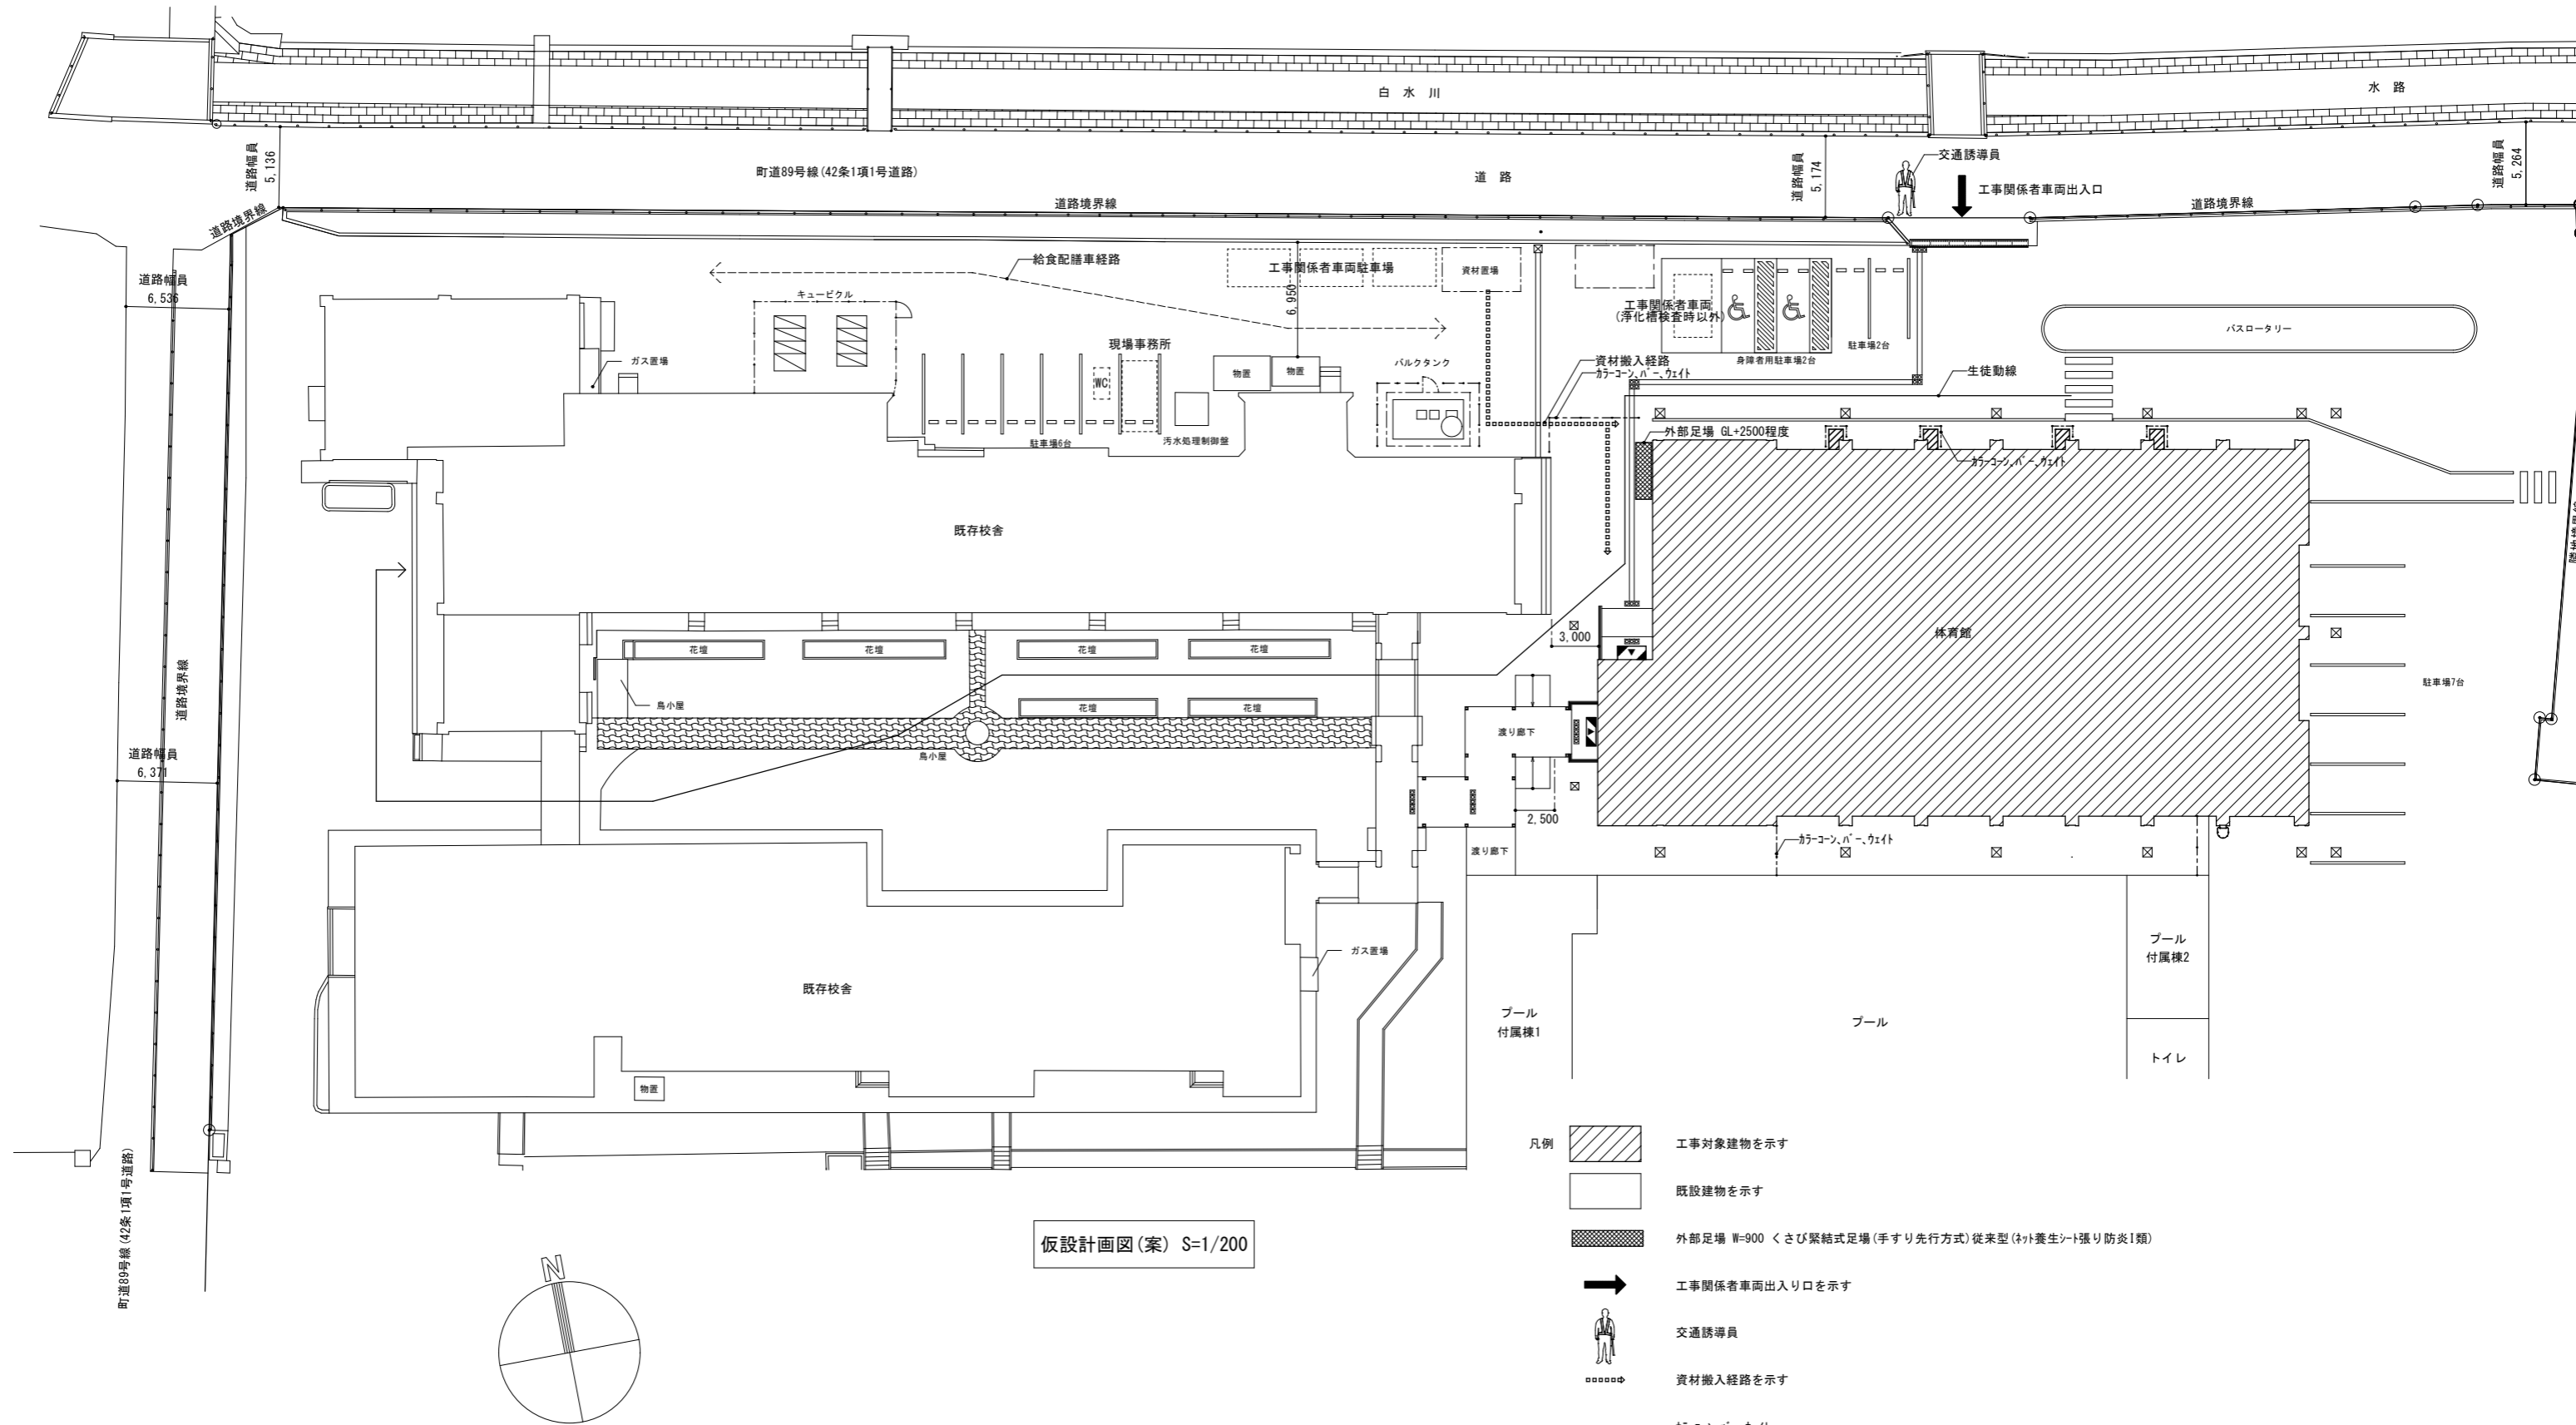 白水川
水路
道路幅員
5,136
町道89号線(42条1項1号道路)
道路
道路幅員
5,174
交通誘導員
工事関係者車両出入口
道路幅員
5,264
道路境界線
道路境界線
道路境界線
道路幅員
6,536
給食配膳車経路
工事関係者車両駐車場
資材置場
6,950
キュービクル
工事関係者車両
(浄化槽検査時以外)
身障者用駐車場2台
駐車場2台
バスロータリー
ガス置場
現場事務所
WC
物置
物置
バルクタンク
資材搬入経路
カラーコーン、バー、ウェイト
生徒動線
駐車場6台
汚水処理制御盤
外部足場 GL+2500程度
カラーコーン、バー、ウェイト
既存校舎
3,000
体育館
花壇
花壇
花壇
花壇
鳥小屋
花壇
花壇
鳥小屋
道路境界線
道路幅員
6,371
渡り廊下
2,500
駐車場7台
渡り廊下
カラーコーン、バー、ウェイト
ガス置場
既存校舎
物置
プール
付属棟1
プール
プール
付属棟2
トイレ
町道89号線(42条1項1号道路)
仮設計画図(案) S=1/200
N
凡例
工事対象建物を示す
既設建物を示す
外部足場 W=900 くさび緊結式足場(手すり先行方式)従来型(ネット養生シート張り防炎Ⅰ類)
工事関係者車両出入り口を示す
交通誘導員
資材搬入経路を示す